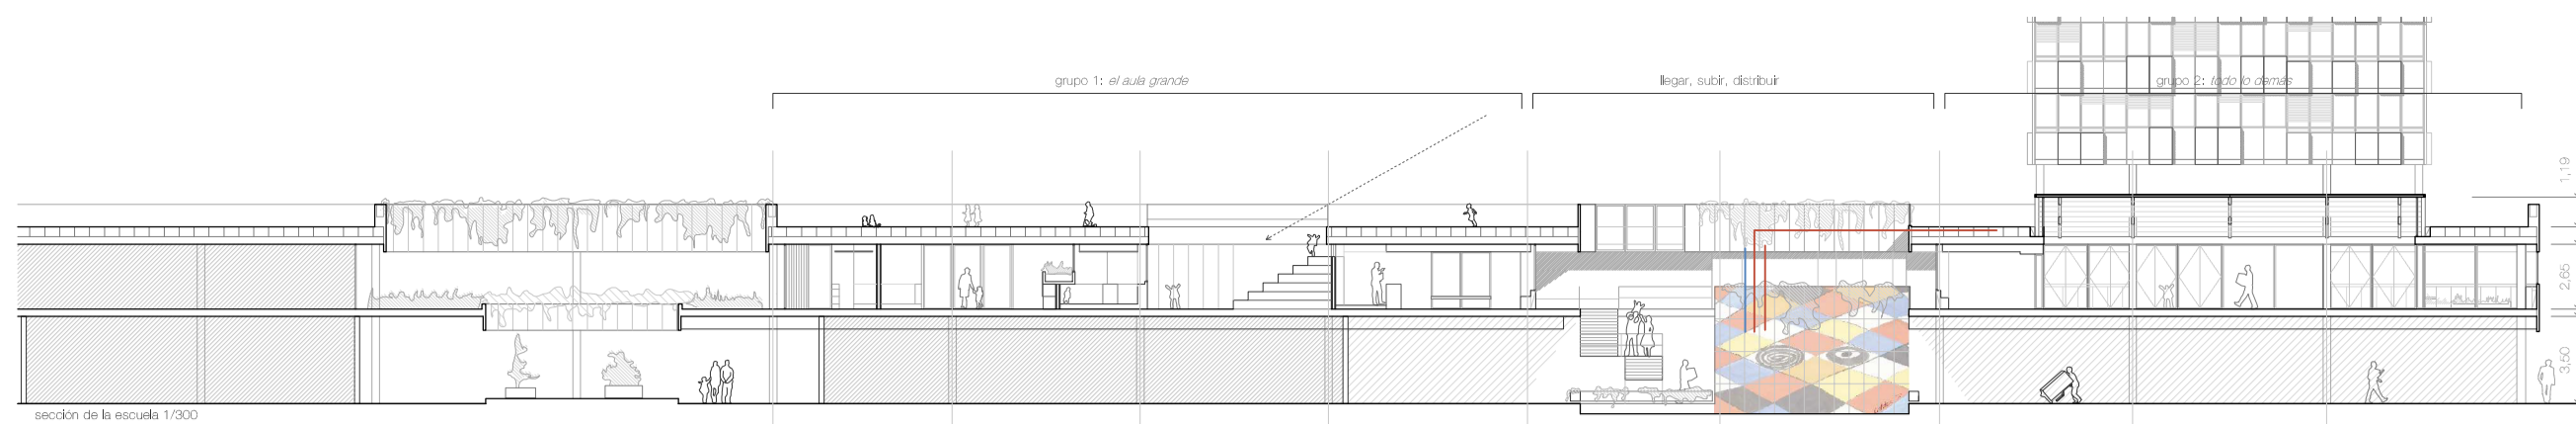 grupo 1: el aula grande
llegar, subir, distribuir
grupo 2: todo lo demás
1.19
2.65
3.50
sección de la escuela 1/300